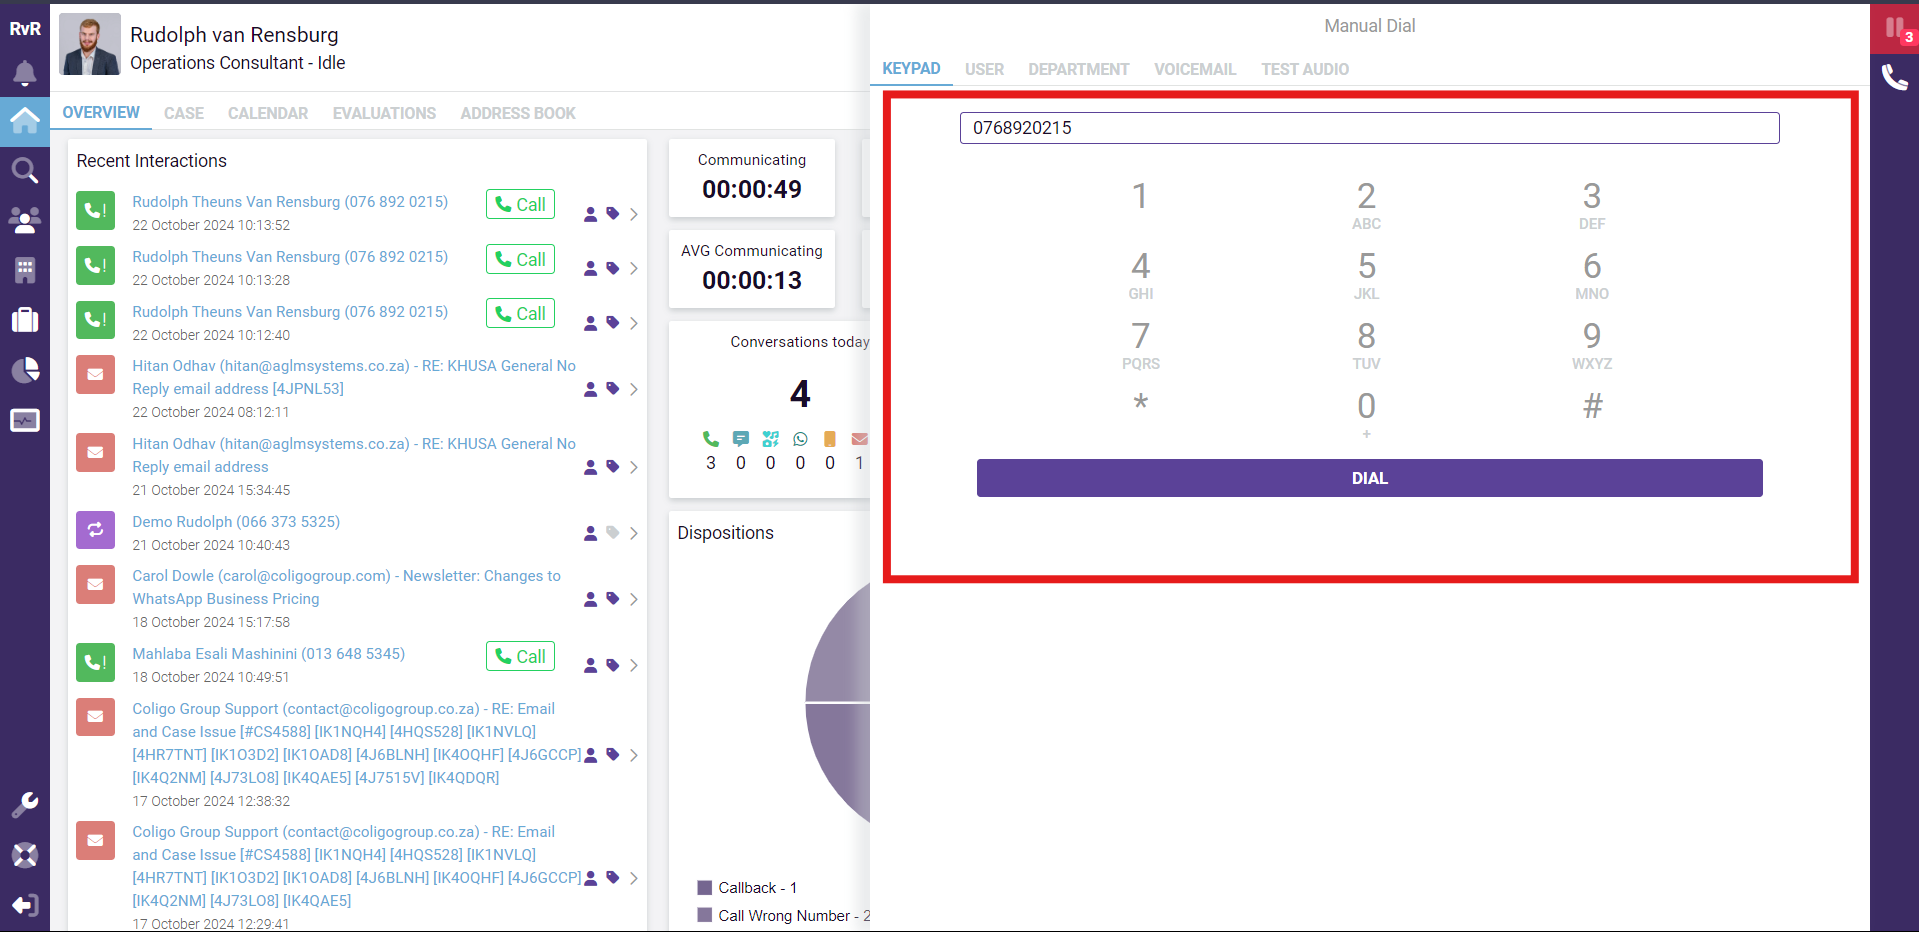 RvR
Rudolph van Rensburg
Operations Consultant - Idle
OVERVIEW CASE CALENDAR EVALUATIONS ADDRESS BOOK
Recent Interactions
Rudolph Theuns Van Rensburg (076 892 0215)
22 October 2024 10:13:52
Call
Rudolph Theuns Van Rensburg (076 892 0215)
22 October 2024 10:13:28
Call
Rudolph Theuns Van Rensburg (076 892 0215)
22 October 2024 10:12:40
Call
Hitan Odhav (hitan@aglmsystems.co.za) - RE: KHUSA General No
Reply email address [4JPNL53]
22 October 2024 08:12:11
Hitan Odhav (hitan@aglmsystems.co.za) - RE: KHUSA General No
Reply email address
21 October 2024 15:34:45
Demo Rudolph (066 373 5325)
21 October 2024 10:40:43
Carol Dowle (carol@coligogroup.com) - Newsletter: Changes to
WhatsApp Business Pricing
18 October 2024 15:17:58
Mahlaba Esali Mashinini (013 648 5345)
18 October 2024 10:49:51
Call
Coligo Group Support (contact@coligogroup.co.za) - RE: Email
and Case Issue [#CS4588] [IK1NQH4] [4HQS528] [IK1NVLQ]
[4HR7TNT] [IK1O3D2] [IK1OAD8] [4J6BLNH] [IK4OQHF] [4J6GCCP]
[IK4Q2NM] [4J73LO8] [IK4QAE5] [4J7515V] [IK4QDQR]
17 October 2024 12:38:32
Coligo Group Support (contact@coligogroup.co.za) - RE: Email
and Case Issue [#CS4588] [IK1NQH4] [4HQS528] [IK1NVLQ]
[4HR7TNT] [IK1O3D2] [IK1OAD8] [4J6BLNH] [IK4OQHF] [4J6GCCP]
[IK4Q2NM] [4J73LO8] [IK4QAE5]
17 October 2024 12:29:41
Communicating
00:00:49
AVG Communicating
00:00:13
Conversations today
4
3 0 0 0 0 1
Dispositions
Callback - 1
Call Wrong Number - 2
Manual Dial
KEYPAD USER DEPARTMENT VOICEMAIL TEST AUDIO
0768920215
1 2 3
ABC DEF
4 5 6
GHI JKL MNO
7 8 9
PQRS TUV WXYZ
* 0 #
+
DIAL
3